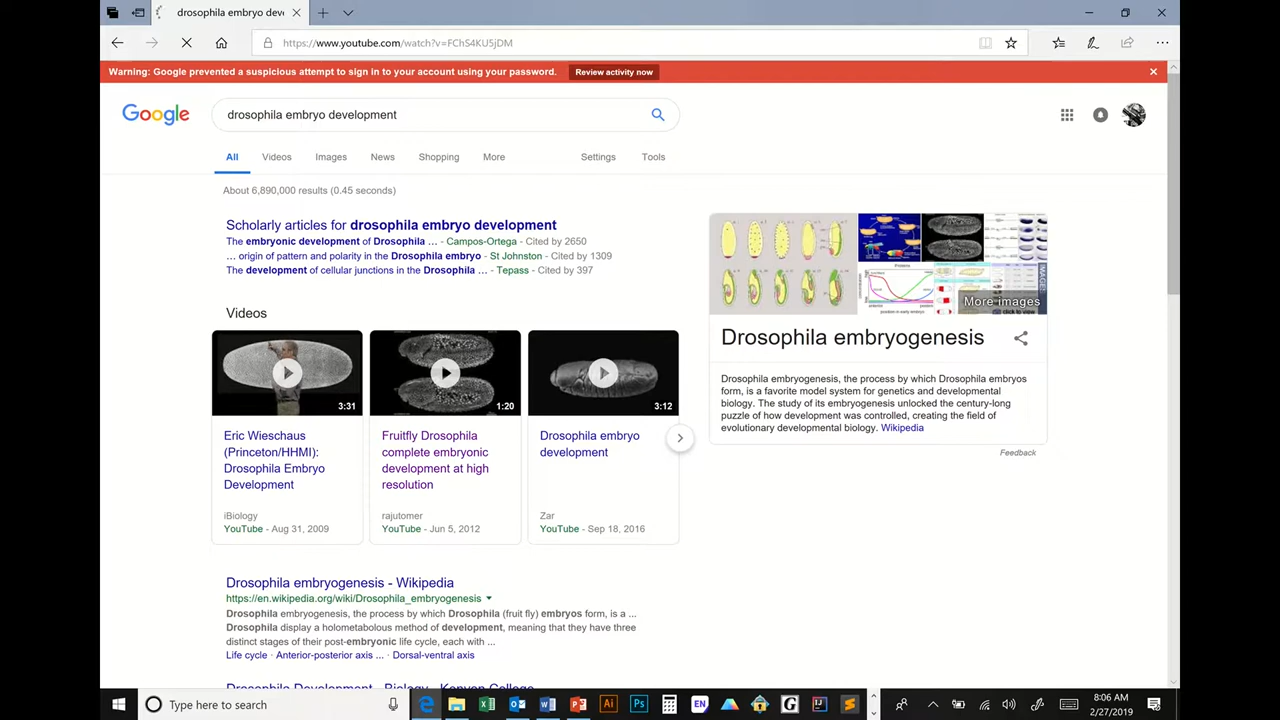 drosophila embryo dev
https://www.youtube.com/watch?v=FChS4KU5jDM
Warning: Google prevented a suspicious attempt to sign in to your account using your password.
Review activity now
Google
drosophila embryo development
All
Videos
Images
News
Shopping
More
Settings
Tools
About 6,890,000 results (0.45 seconds)
Scholarly articles for drosophila embryo development
The embryonic development of Drosophila ... - Campos-Ortega - Cited by 2650
... origin of pattern and polarity in the Drosophila embryo - St Johnston - Cited by 1309
The development of cellular junctions in the Drosophila ... - Tepass - Cited by 397
Videos
3:31
Eric Wieschaus
(Princeton/HHMI):
Drosophila Embryo
Development
iBiology
YouTube - Aug 31, 2009
1:20
Fruitfly Drosophila
complete embryonic
development at high
resolution
rajutomer
YouTube - Jun 5, 2012
3:12
Drosophila embryo
development
Zar
YouTube - Sep 18, 2016
Drosophila embryogenesis - Wikipedia
https://en.wikipedia.org/wiki/Drosophila_embryogenesis
Drosophila embryogenesis, the process by which Drosophila (fruit fly) embryos form, is a ...
Drosophila display a holometabolous method of development, meaning that they have three
distinct stages of their post-embryonic life cycle, each with ...
Life cycle · Anterior-posterior axis ... · Dorsal-ventral axis
Drosophila Development - Biology - Kenyon College
More images
Drosophila embryogenesis
Drosophila embryogenesis, the process by which Drosophila embryos
form, is a favorite model system for genetics and developmental
biology. The study of its embryogenesis unlocked the century-long
puzzle of how development was controlled, creating the field of
evolutionary developmental biology. Wikipedia
Feedback
Type here to search
Ai
Ps
EN
G
8:06 AM
2/27/2019